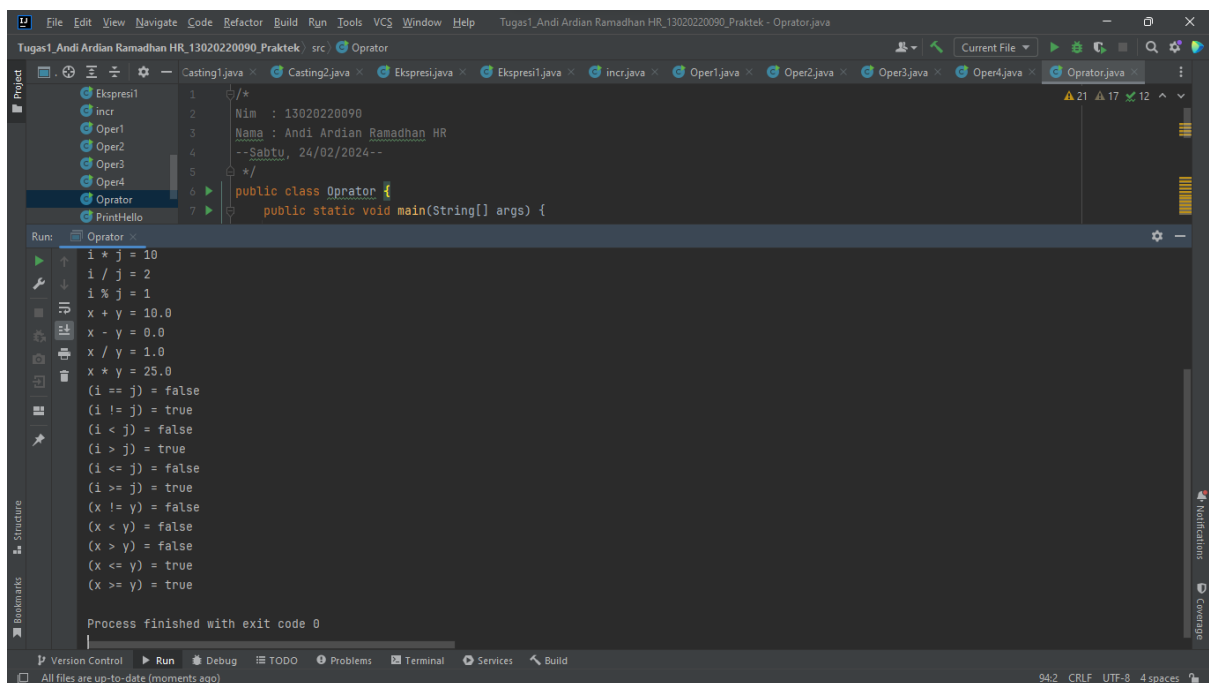 File Edit View Navigate Code Refactor Build Run Tools VCS Window Help Tugas1_Andi Ardian Ramadhan HR_13020220090_Praktek - Oprator.java
Tugas1_Andi Ardian Ramadhan HR_13020220090_Praktek src Oprator Current File
Project
Casting1.java Casting2.java Ekspresi.java Ekspresi1.java incr.java Oper1.java Oper2.java Oper3.java Oper4.java Oprator.java
Ekspresi1
incr
Oper1
Oper2
Oper3
Oper4
Oprator
PrintHello
21 17 12
1 /*
2 Nim : 13020220090
3 Nama : Andi Ardian Ramadhan HR
4 --Sabtu, 24/02/2024--
5 */
6 public class Oprator {
7 public static void main(String[] args) {
Run: Oprator
i * j = 10
i / j = 2
i % j = 1
x + y = 10.0
x - y = 0.0
x / y = 1.0
x * y = 25.0
(i == j) = false
(i != j) = true
(i < j) = false
(i > j) = true
(i <= j) = false
(i >= j) = true
(x != y) = false
(x < y) = false
(x > y) = false
(x <= y) = true
(x >= y) = true
Process finished with exit code 0
Structure
Bookmarks
Notifications
Coverage
Version Control Run Debug TODO Problems Terminal Services Build
All files are up-to-date (moments ago) 94:2 CRLF UTF-8 4 spaces